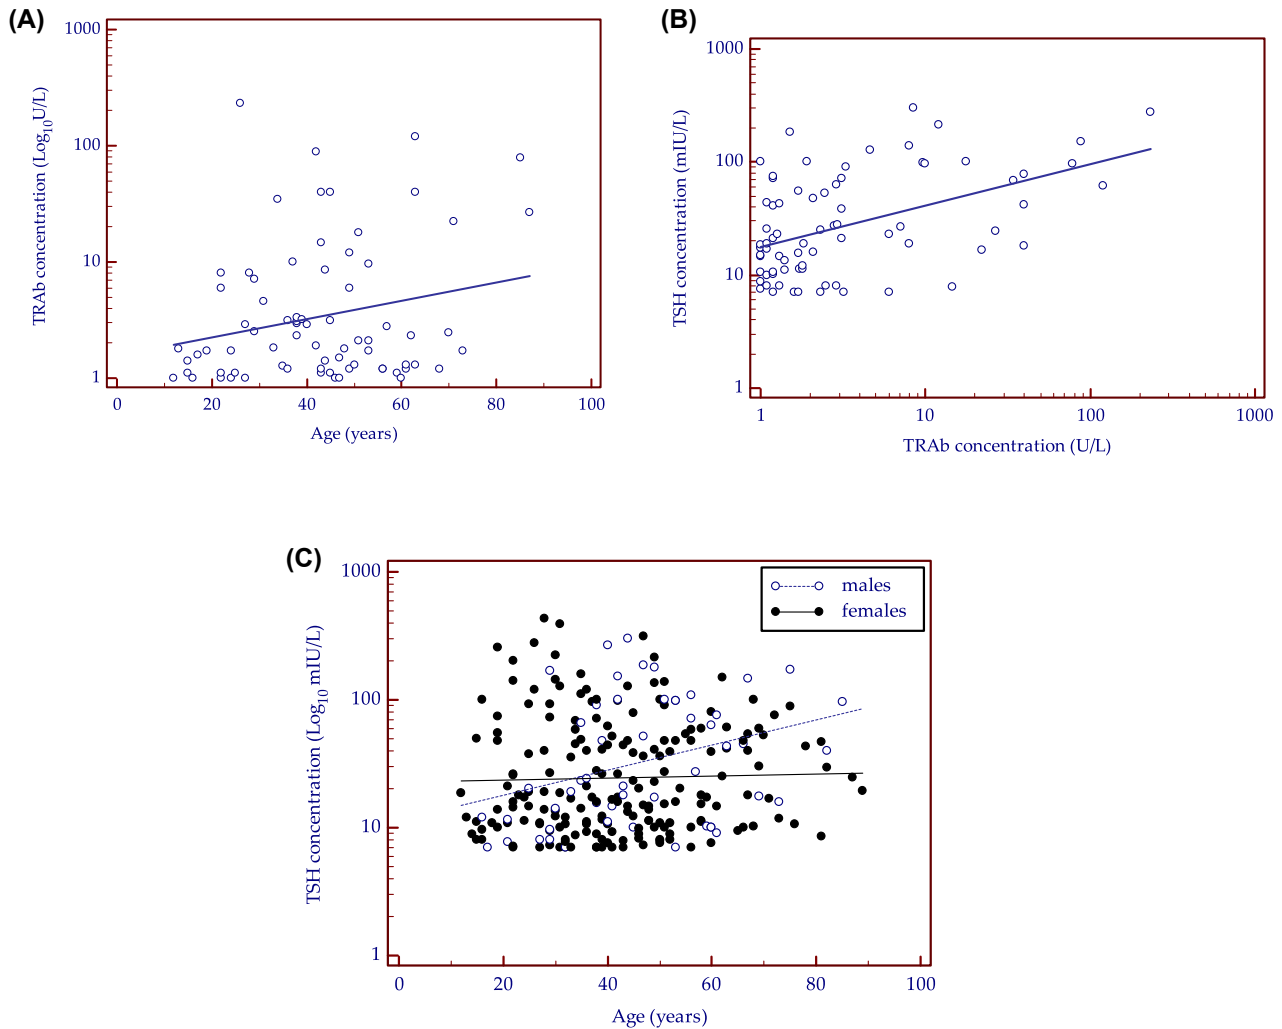 (A)
1000
100
10
1
TRAb concentration (Log10U/L)
0 20 40 60 80 100
Age (years)
(B)
1000
100
10
1
TSH concentration (mIU/L)
1 10 100 1000
TRAb concentration (U/L)
(C)
1000
100
10
1
TSH concentration (Log10 mIU/L)
males
females
0 20 40 60 80 100
Age (years)